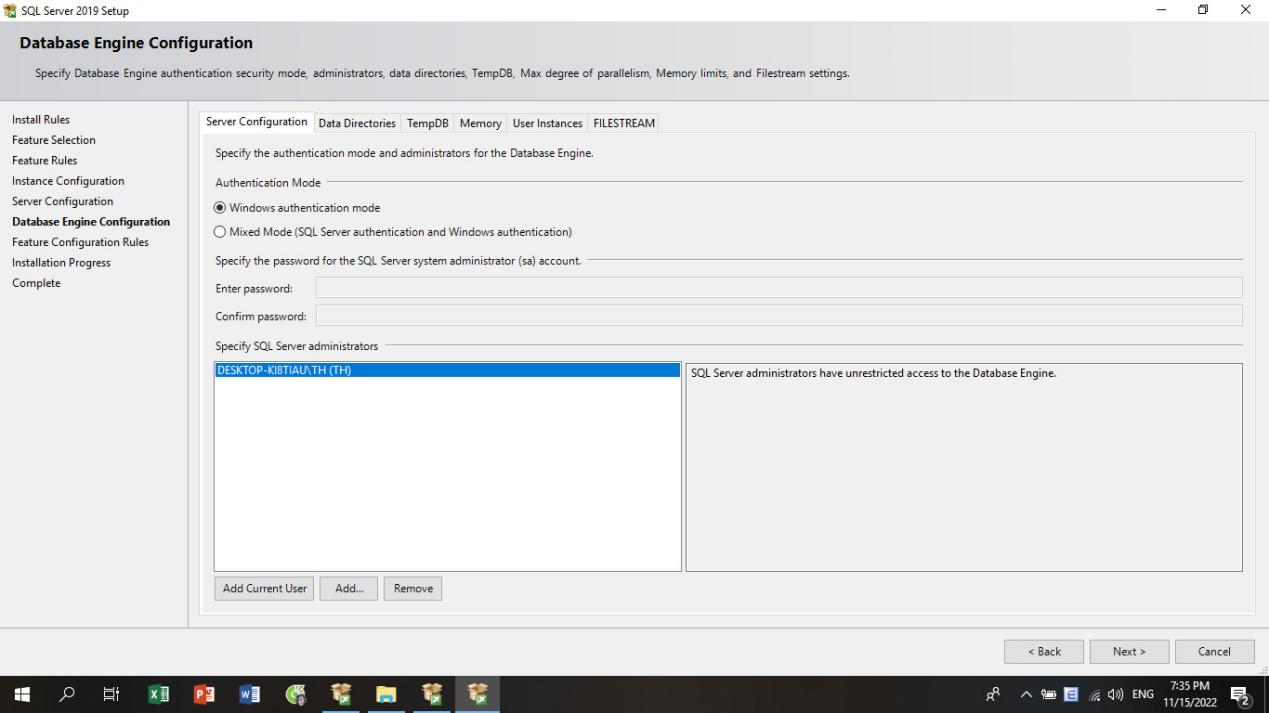 SQL Server 2019 Setup
Database Engine Configuration
Specify Database Engine authentication security mode, administrators, data directories, TempDB, Max degree of parallelism, Memory limits, and Filestream settings.
Install Rules
Feature Selection
Feature Rules
Instance Configuration
Server Configuration
Database Engine Configuration
Feature Configuration Rules
Installation Progress
Complete
Server Configuration Data Directories TempDB Memory User Instances FILESTREAM
Specify the authentication mode and administrators for the Database Engine.
Authentication Mode
Windows authentication mode
Mixed Mode (SQL Server authentication and Windows authentication)
Specify the password for the SQL Server system administrator (sa) account.
Enter password:
Confirm password:
Specify SQL Server administrators
DESKTOP-KI8TIAU\TH (TH)
SQL Server administrators have unrestricted access to the Database Engine.
Add Current User Add... Remove
< Back Next > Cancel
ENG
7:35 PM
11/15/2022
2